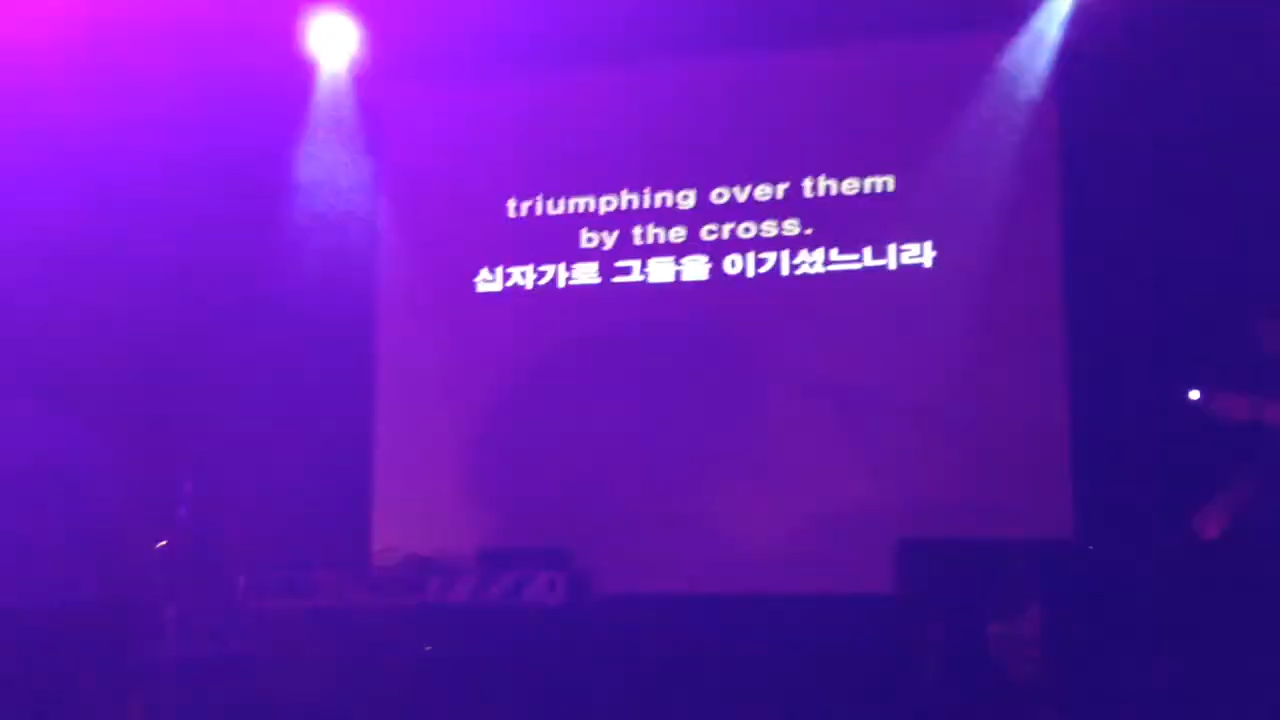 triumphing over them
by the cross.
십자가로 그들을 이기셨느니라